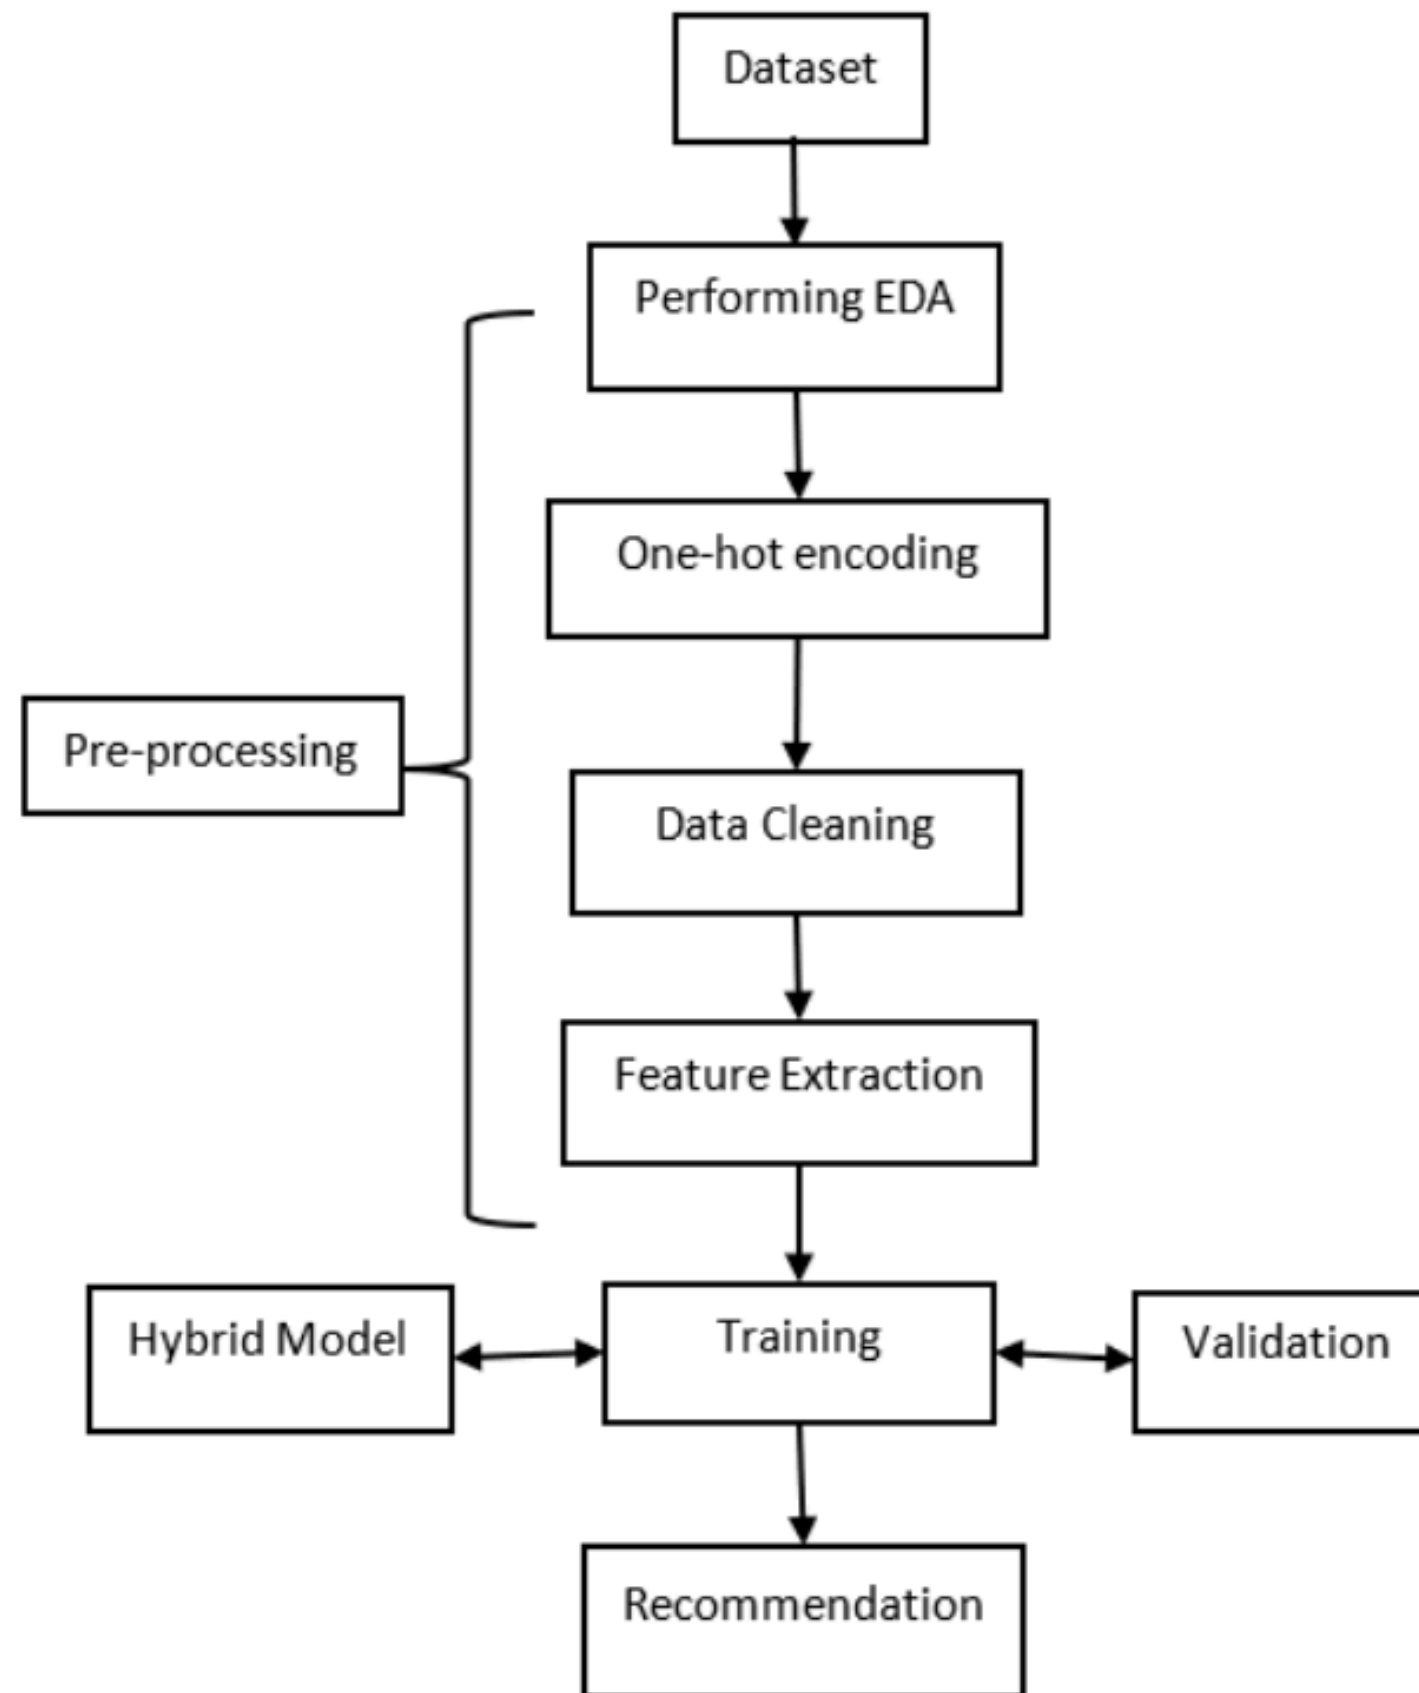 Dataset
Performing EDA
One-hot encoding
Pre-processing
Data Cleaning
Feature Extraction
Hybrid Model
Training
Validation
Recommendation